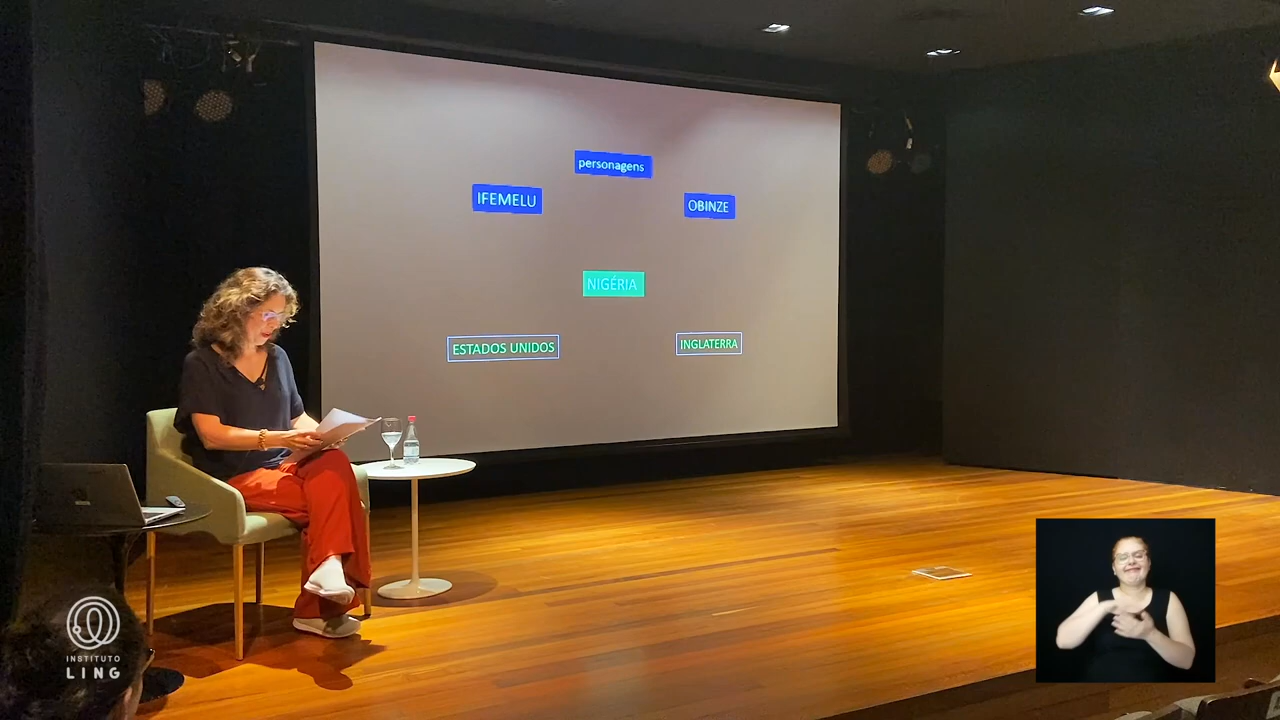 personagens
IFEMELU
OBINZE
NIGÉRIA
ESTADOS UNIDOS
INGLATERRA
INSTITUTO
LING